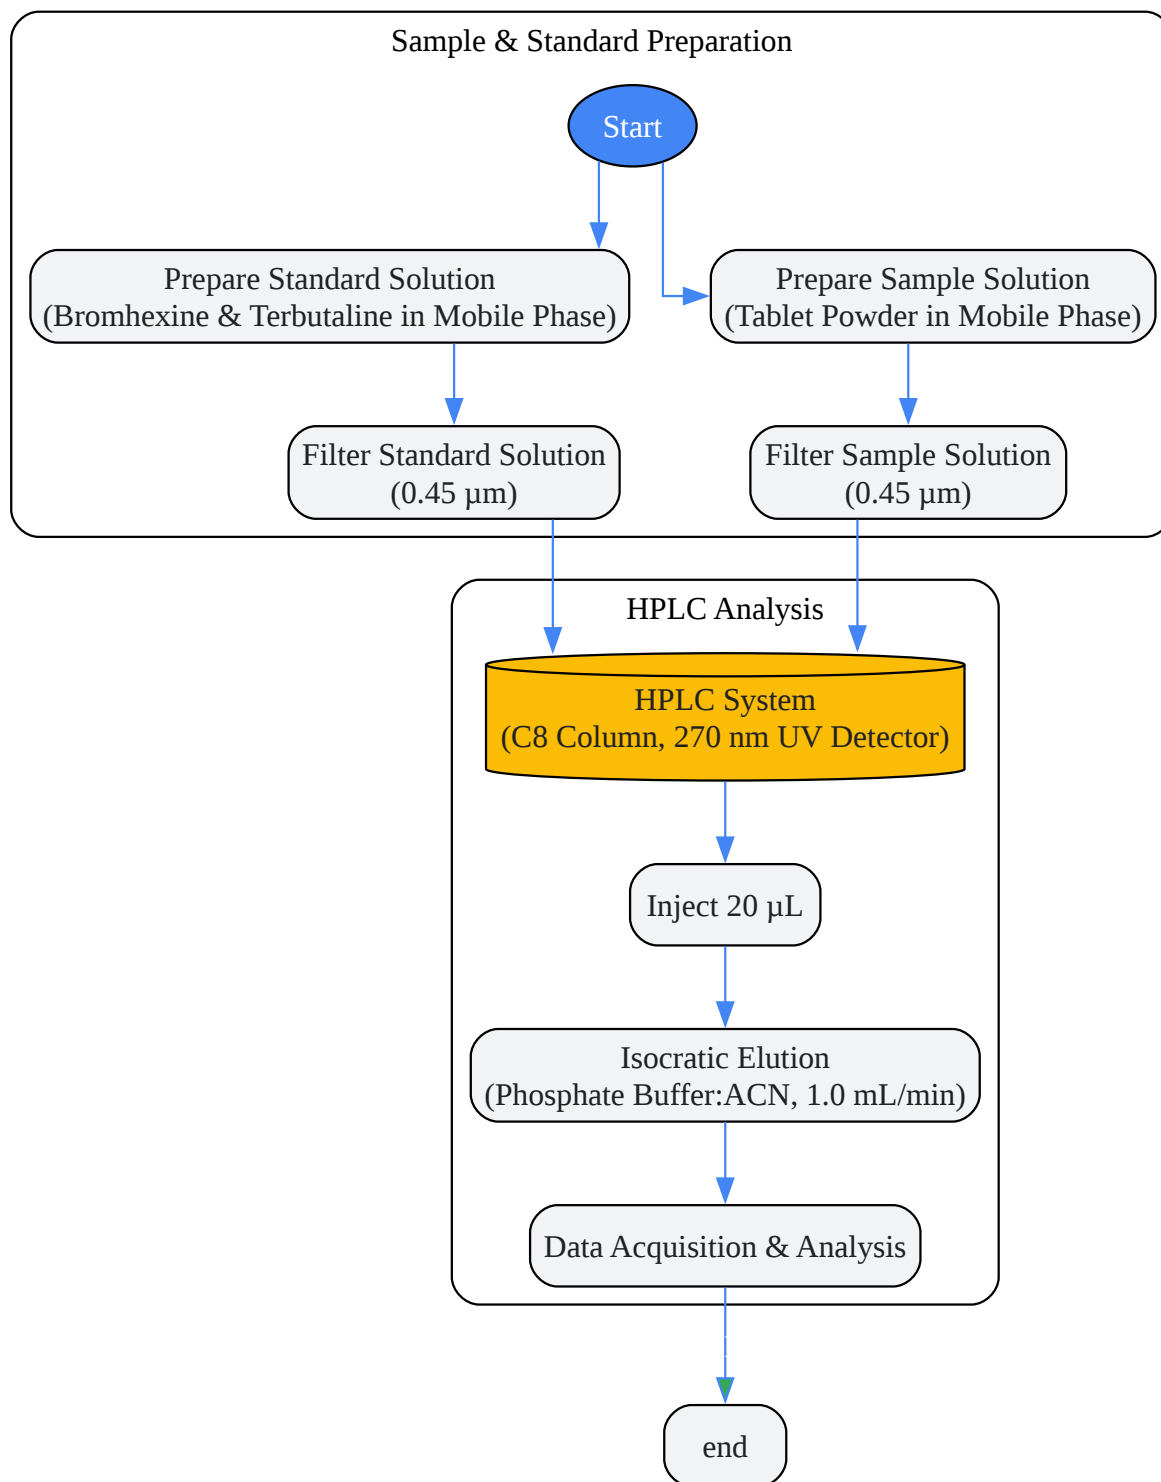 Sample & Standard Preparation
Start
Prepare Standard Solution
(Bromhexine & Terbutaline in Mobile Phase)
Prepare Sample Solution
(Tablet Powder in Mobile Phase)
Filter Standard Solution
(0.45 µm)
Filter Sample Solution
(0.45 µm)
HPLC Analysis
HPLC System
(C8 Column, 270 nm UV Detector)
Inject 20 µL
Isocratic Elution
(Phosphate Buffer:ACN, 1.0 mL/min)
Data Acquisition & Analysis
end